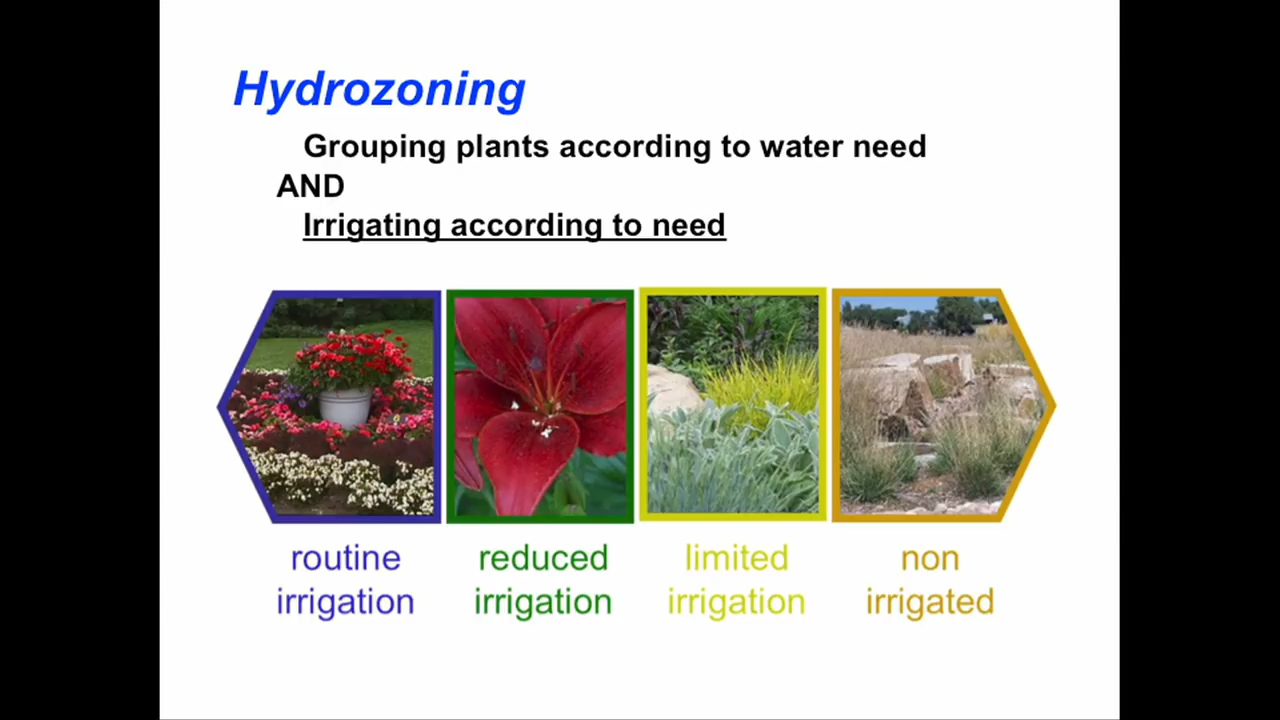 Hydrozoning
Grouping plants according to water need
AND
Irrigating according to need
routine
irrigation
reduced
irrigation
limited
irrigation
non
irrigated